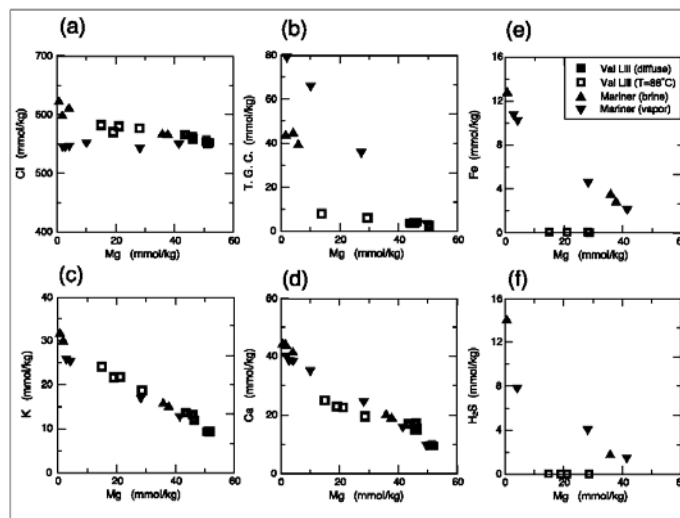 (a)
700
600
500
400
Cl (mmol/kg)
0 20 40 60
Mg (mmol/kg)
(b)
80
60
40
20
0
T. G. C. (mmol/kg)
0 20 40 60
Mg (mmol/kg)
(e)
16
12
8
4
0
Fe (mmol/kg)
Val LIII (diffuse)
Val LIII (T=88°C)
Mariner (brine)
Mariner (vapor)
0 20 40 60
Mg (mmol/kg)
(c)
40
30
20
10
0
K (mmol/kg)
0 20 40 60
Mg (mmol/kg)
(d)
60
40
20
0
Ca (mmol/kg)
0 20 40 60
Mg (mmol/kg)
(f)
16
12
8
4
0
H₂S (mmol/kg)
0 20 40 60
Mg (mmol/kg)